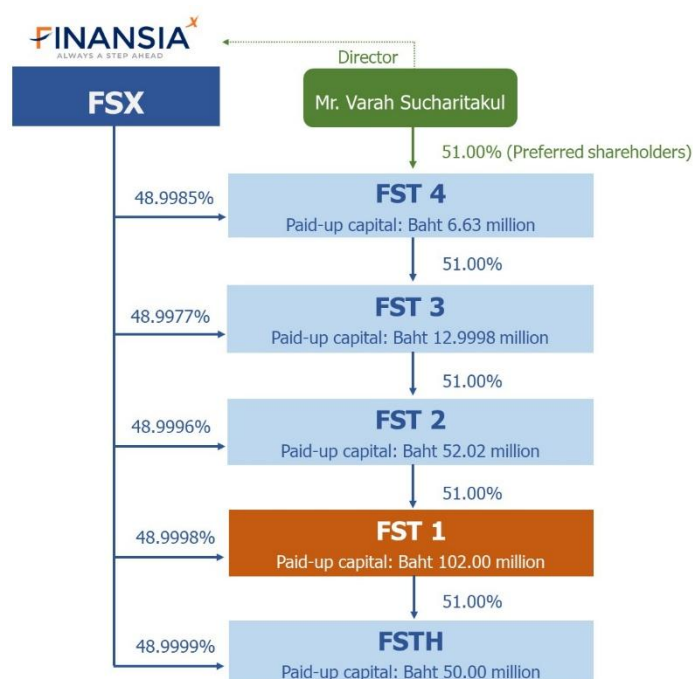 FINANSIA X
ALWAYS A STEP AHEAD
FSX
Director
Mr. Varah Sucharitakul
51.00% (Preferred shareholders)
48.9985%
FST 4
Paid-up capital: Baht 6.63 million
51.00%
48.9977%
FST 3
Paid-up capital: Baht 12.9998 million
51.00%
48.9996%
FST 2
Paid-up capital: Baht 52.02 million
51.00%
48.9998%
FST 1
Paid-up capital: Baht 102.00 million
51.00%
48.9999%
FSTH
Paid-up capital: Baht 50.00 million